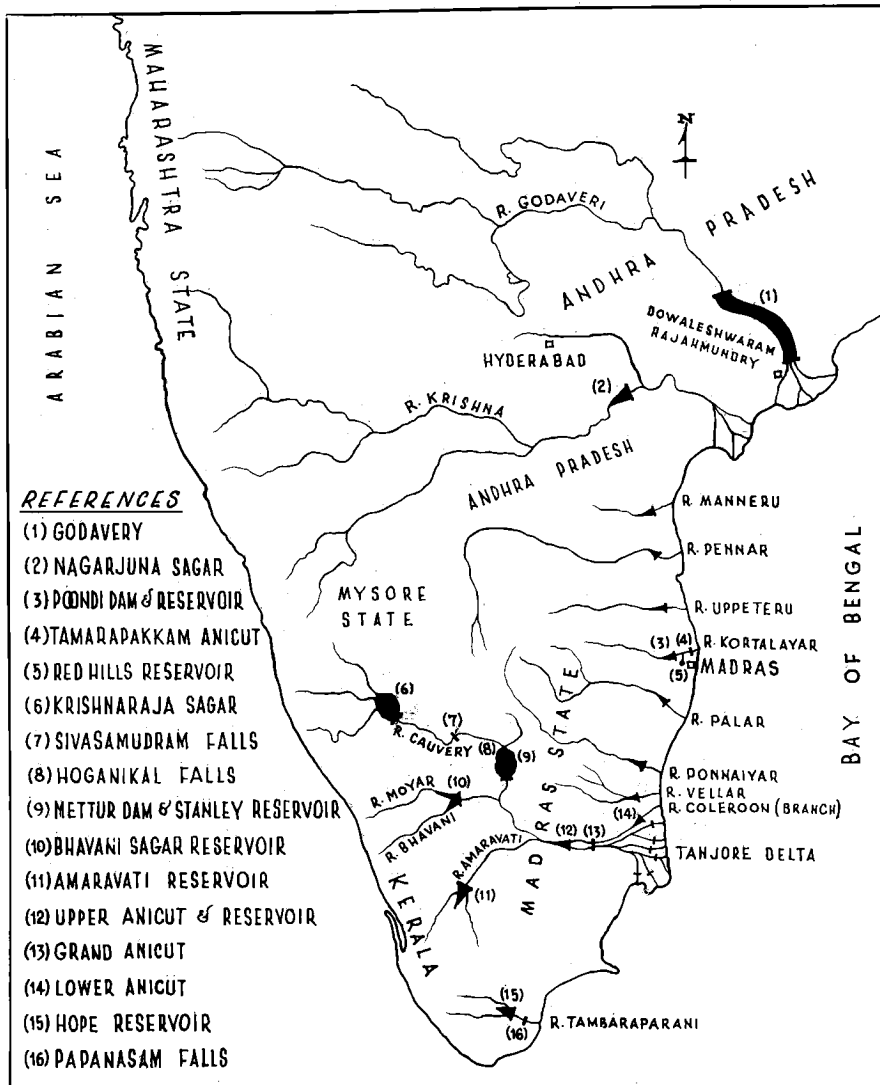 N
ARABIAN SEA
MAHARASHTRA STATE
R. GODAVERI
ANDHRA PRADESH
(1)
DOWALESHWARAM
RAJAHMUNDRY
HYDERABAD
(2)
R. KRISHNA
ANDHRA PRADESH
R. MANNERU
R. PENNAR
MYSORE
STATE
R. UPPETERU
(3) (4) R. KORTALAYAR
(5) MADRAS
(6)
R. PALAR
(7)
R. CAUVERY (8) (9)
R. PONNAIYAR
R. MOYAR (10)
R. VELLAR
R. COLEROON (BRANCH)
R. BHAVANI
(14)
R. AMARAVATI
(12) (13)
TANJORE DELTA
(11)
MADRAS STATE
KERALA
(15)
(16)
R. TAMBARAPARANI
BAY OF BENGAL
REFERENCES
(1) GODAVERY
(2) NAGARJUNA SAGAR
(3) POONDI DAM & RESERVOIR
(4) TAMARAPAKKAM ANICUT
(5) RED HILLS RESERVOIR
(6) KRISHNARAJA SAGAR
(7) SIVASAMUDRAM FALLS
(8) HOGANIKAL FALLS
(9) METTUR DAM & STANLEY RESERVOIR
(10) BHAVANI SAGAR RESERVOIR
(11) AMARAVATI RESERVOIR
(12) UPPER ANICUT & RESERVOIR
(13) GRAND ANICUT
(14) LOWER ANICUT
(15) HOPE RESERVOIR
(16) PAPANASAM FALLS